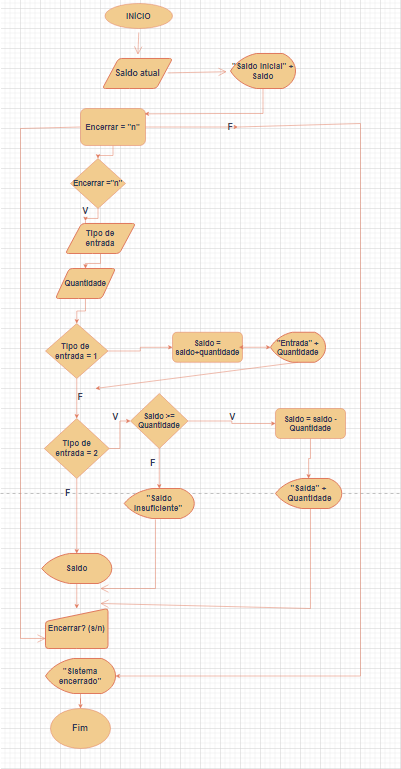 INÍCIO
Saldo atual
"Saldo Inicial" +
Saldo
Encerrar = "n"
F
Encerrar ="n"
V
Tipo de
entrada
Quantidade
Tipo de
entrada = 1
Saldo =
saldo+quantidade
"Entrada" +
Quantidade
F
Tipo de
entrada = 2
V
Saldo >=
Quantidade
V
Saldo = saldo -
Quantidade
F
F
"Saldo
Insuficiente"
"Saída" +
Quantidade
Saldo
Encerrar? (s/n)
"Sistema
encerrado"
Fim